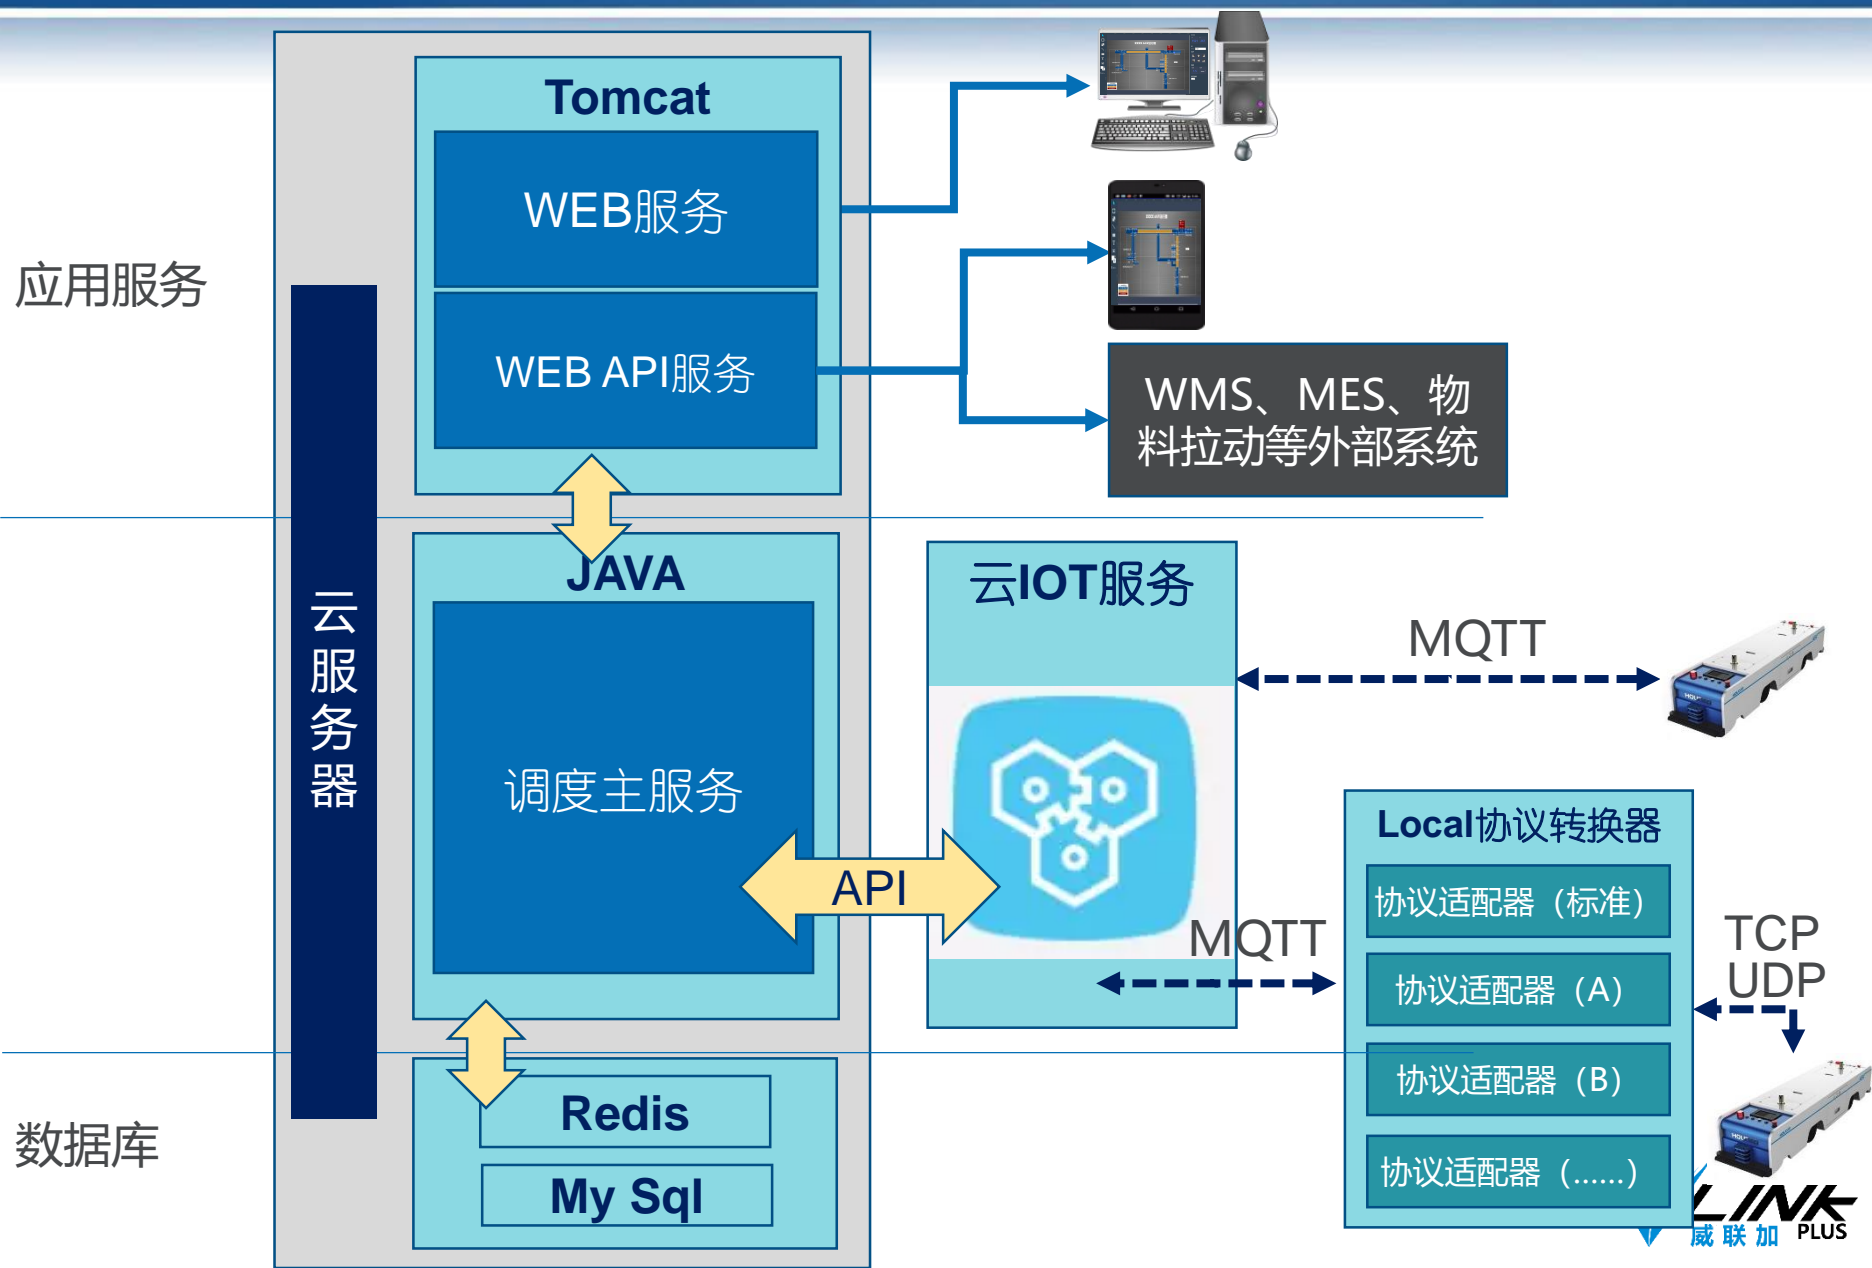 Tomcat
WEB服务
应用服务
WEB API服务
WMS、MES、物
料拉动等外部系统
云服务器
JAVA
调度主服务
API
云IOT服务
MQTT
MQTT
Local协议转换器
协议适配器（标准）
协议适配器（A）
协议适配器（B）
协议适配器（……）
TCP
UDP
数据库
Redis
My Sql
LINK
威联加 PLUS